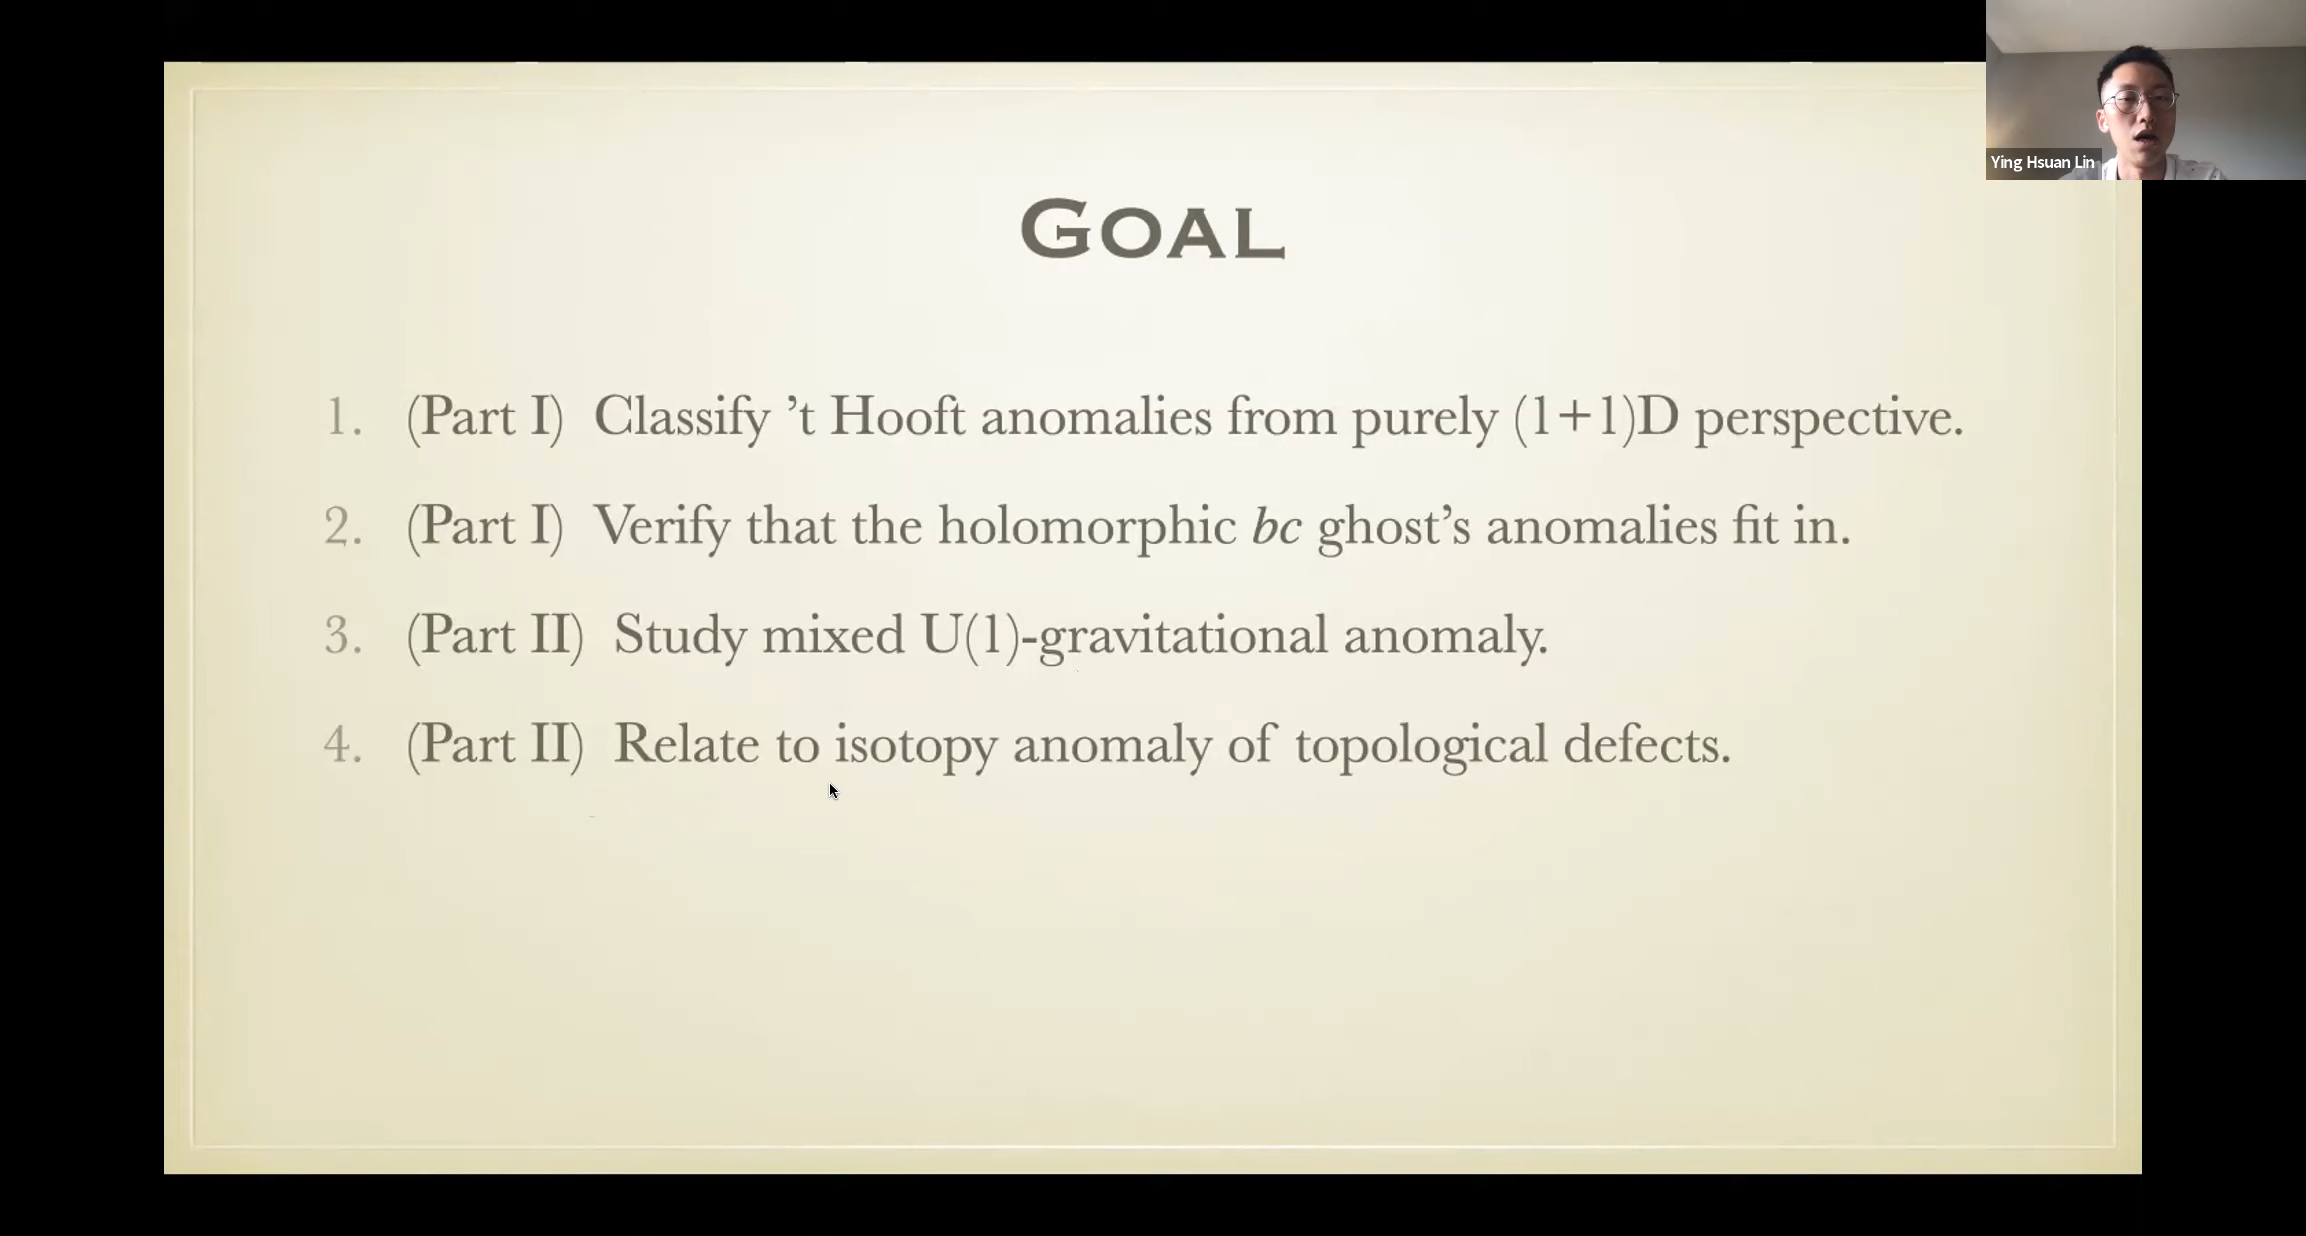 Ying Hsuan Lin
GOAL
1. (Part I) Classify ’t Hooft anomalies from purely (1+1)D perspective.
2. (Part I) Verify that the holomorphic bc ghost’s anomalies fit in.
3. (Part II) Study mixed U(1)-gravitational anomaly.
4. (Part II) Relate to isotopy anomaly of topological defects.